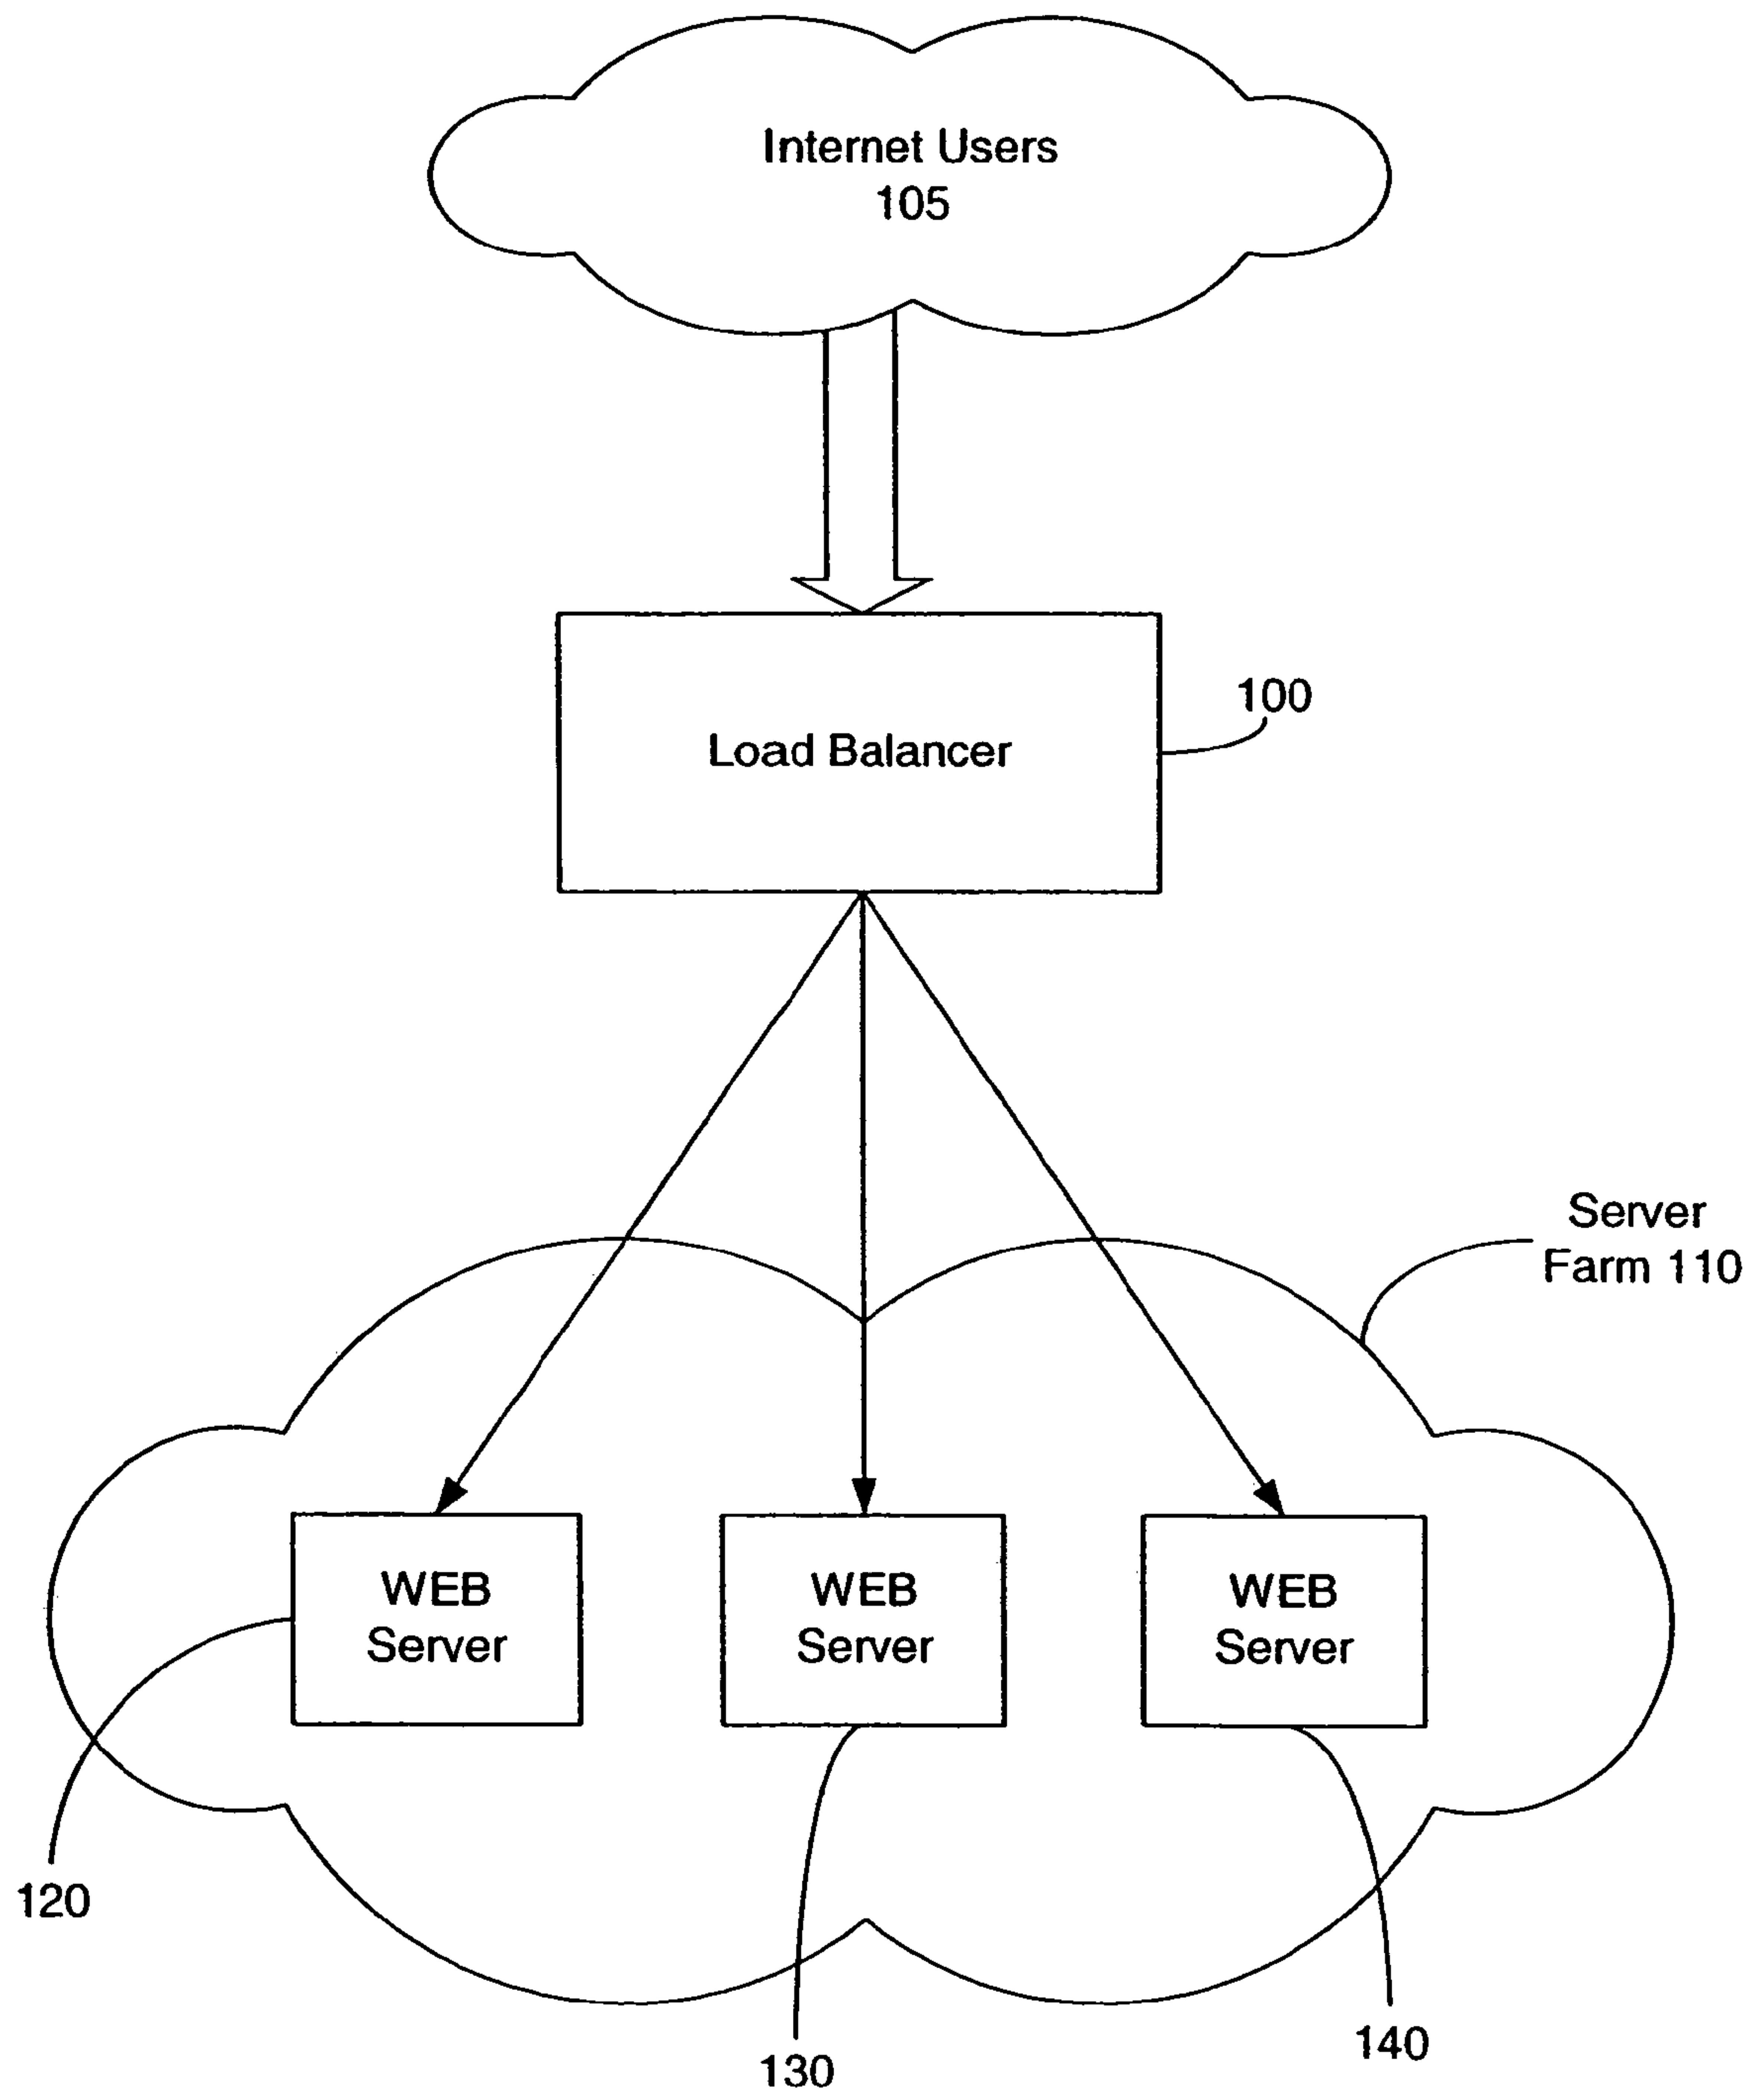 Internet Users
105
100
Load Balancer
Server
Farm 110
WEB
Server
WEB
Server
WEB
Server
120
130
140